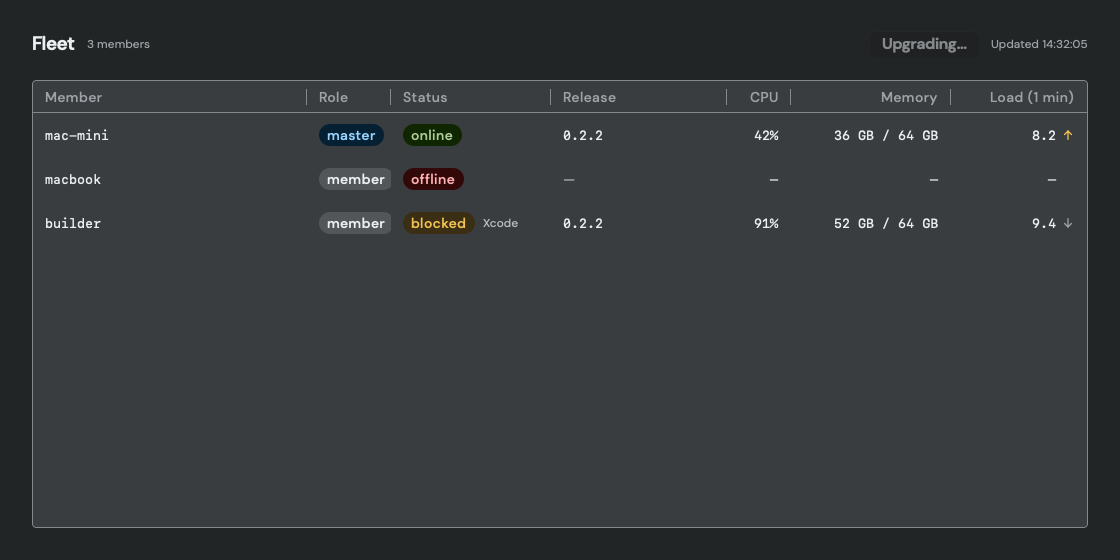 Fleet 3 members Upgrading... Updated 14:32:05
Member Role Status Release CPU Memory Load (1 min)
mac-mini master online 0.2.2 42% 36 GB / 64 GB 8.2 ↑
macbook member offline — — — —
builder member blocked Xcode 0.2.2 91% 52 GB / 64 GB 9.4 ↓